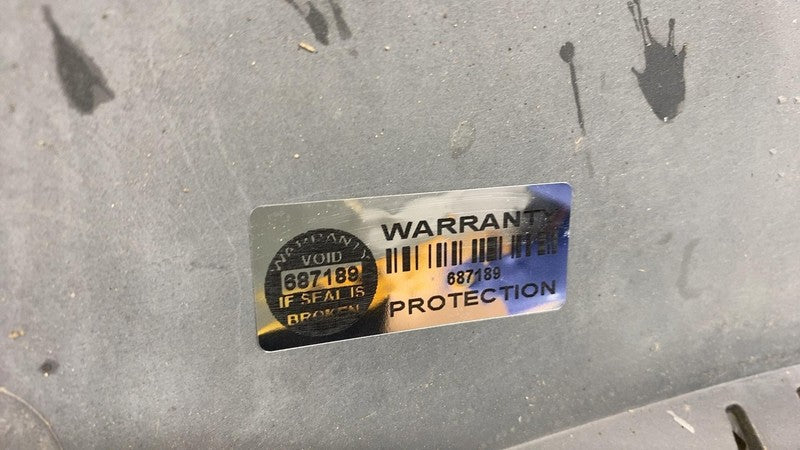 WARRANTY
VOID
687189
IF SEAL IS
BROKEN
WARRANTY
687189
PROTECTION